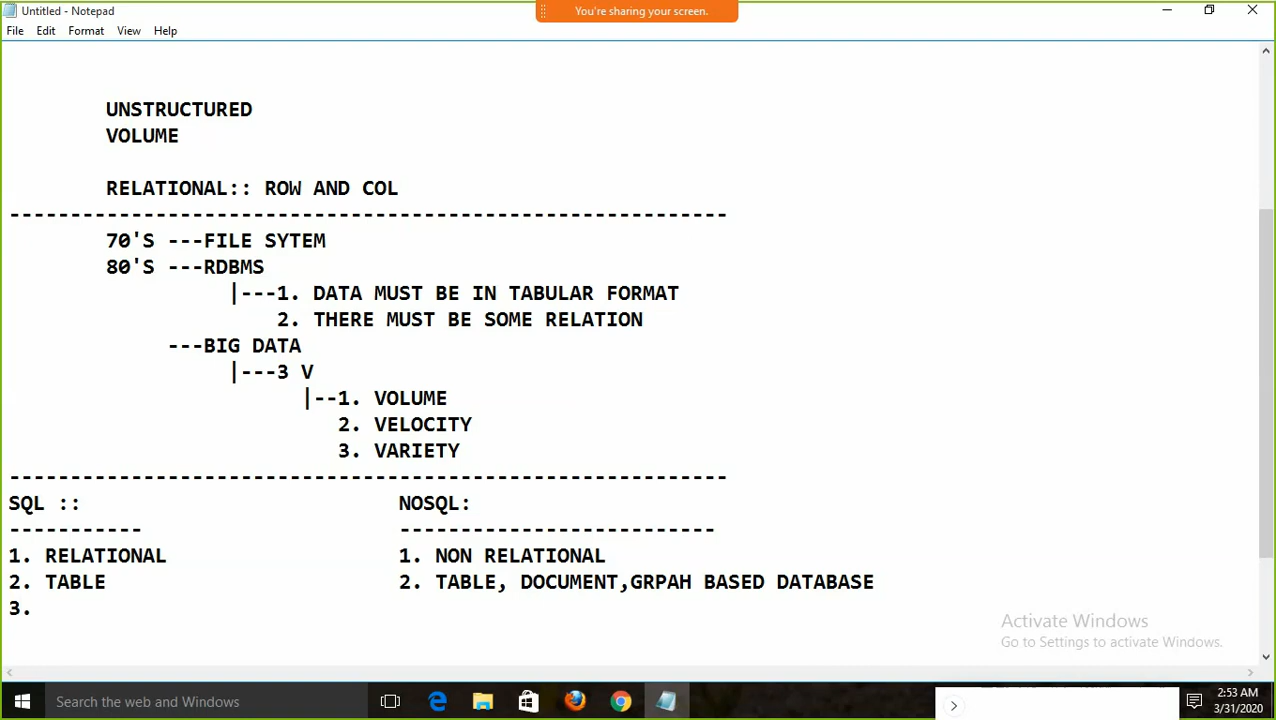 Untitled - Notepad
You're sharing your screen.
File Edit Format View Help
UNSTRUCTURED
VOLUME
RELATIONAL:: ROW AND COL
-----------------------------------------------------------
70'S ---FILE SYTEM
80'S ---RDBMS
|---1. DATA MUST BE IN TABULAR FORMAT
2. THERE MUST BE SOME RELATION
---BIG DATA
|---3 V
|--1. VOLUME
2. VELOCITY
3. VARIETY
-----------------------------------------------------------
SQL :: NOSQL:
----------- --------------------------
1. RELATIONAL 1. NON RELATIONAL
2. TABLE 2. TABLE, DOCUMENT,GRPAH BASED DATABASE
3.
Activate Windows
Go to Settings to activate Windows.
Search the web and Windows
2:53 AM
3/31/2020